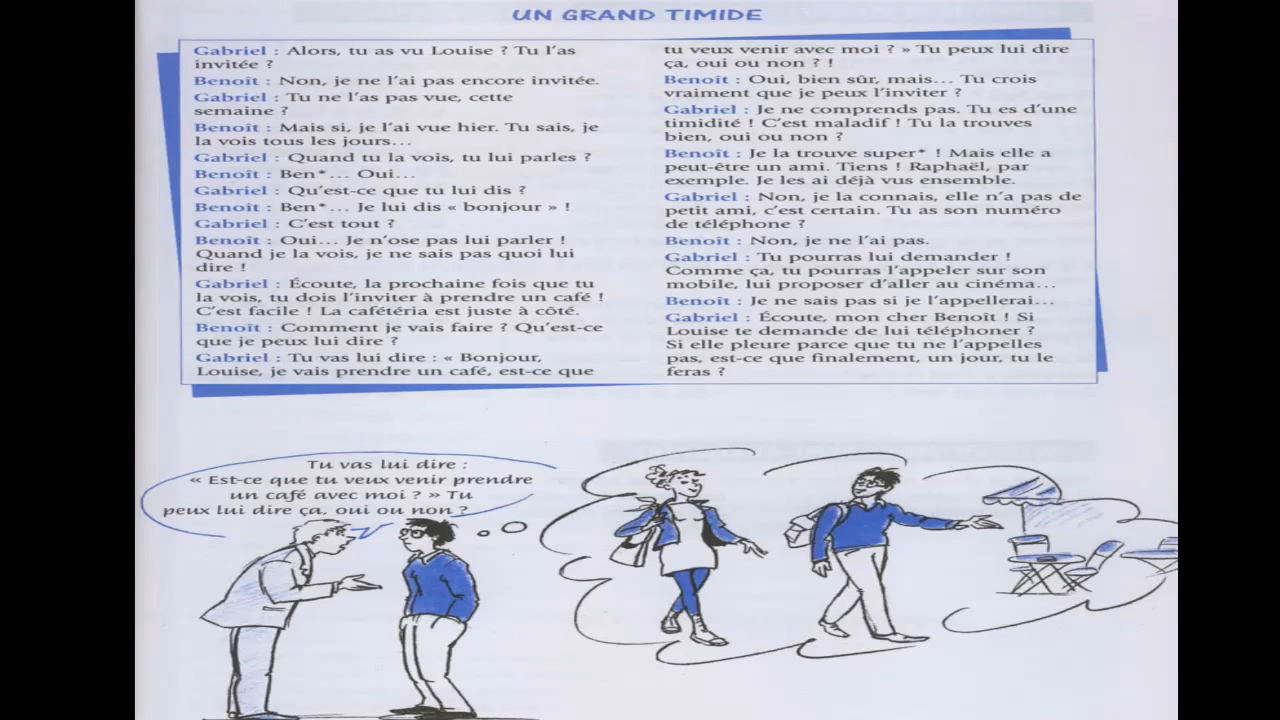 UN GRAND TIMIDE
Gabriel : Alors, tu as vu Louise ? Tu l'as
invitée ?
Benoît : Non, je ne l'ai pas encore invitée.
Gabriel : Tu ne l'as pas vue, cette
semaine ?
Benoît : Mais si, je l'ai vue hier. Tu sais, je
la vois tous les jours…
Gabriel : Quand tu la vois, tu lui parles ?
Benoît : Ben*… Oui…
Gabriel : Qu'est-ce que tu lui dis ?
Benoît : Ben*… Je lui dis « bonjour » !
Gabriel : C'est tout ?
Benoît : Oui… Je n'ose pas lui parler !
Quand je la vois, je ne sais pas quoi lui
dire !
Gabriel : Écoute, la prochaine fois que tu
la vois, tu dois l'inviter à prendre un café !
C'est facile ! La cafétéria est juste à côté.
Benoît : Comment je vais faire ? Qu'est-ce
que je peux lui dire ?
Gabriel : Tu vas lui dire : « Bonjour,
Louise, je vais prendre un café, est-ce que
tu veux venir avec moi ? » Tu peux lui dire
ça, oui ou non ? !
Benoît : Oui, bien sûr, mais… Tu crois
vraiment que je peux l'inviter ?
Gabriel : Je ne comprends pas. Tu es d'une
timidité ! C'est maladif ! Tu la trouves
bien, oui ou non ?
Benoît : Je la trouve super* ! Mais elle a
peut-être un ami. Tiens ! Raphaël, par
exemple. Je les ai déjà vus ensemble.
Gabriel : Non, je la connais, elle n'a pas de
petit ami, c'est certain. Tu as son numéro
de téléphone ?
Benoît : Non, je ne l'ai pas.
Gabriel : Tu pourras lui demander !
Comme ça, tu pourras l'appeler sur son
mobile, lui proposer d'aller au cinéma…
Benoît : Je ne sais pas si je l'appellerai…
Gabriel : Écoute, mon cher Benoît ! Si
Louise te demande de lui téléphoner ?
Si elle pleure parce que tu ne l'appelles
pas, est-ce que finalement, un jour, tu le
feras ?
Tu vas lui dire :
« Est-ce que tu veux venir prendre
un café avec moi ? » Tu
peux lui dire ça, oui ou non ?